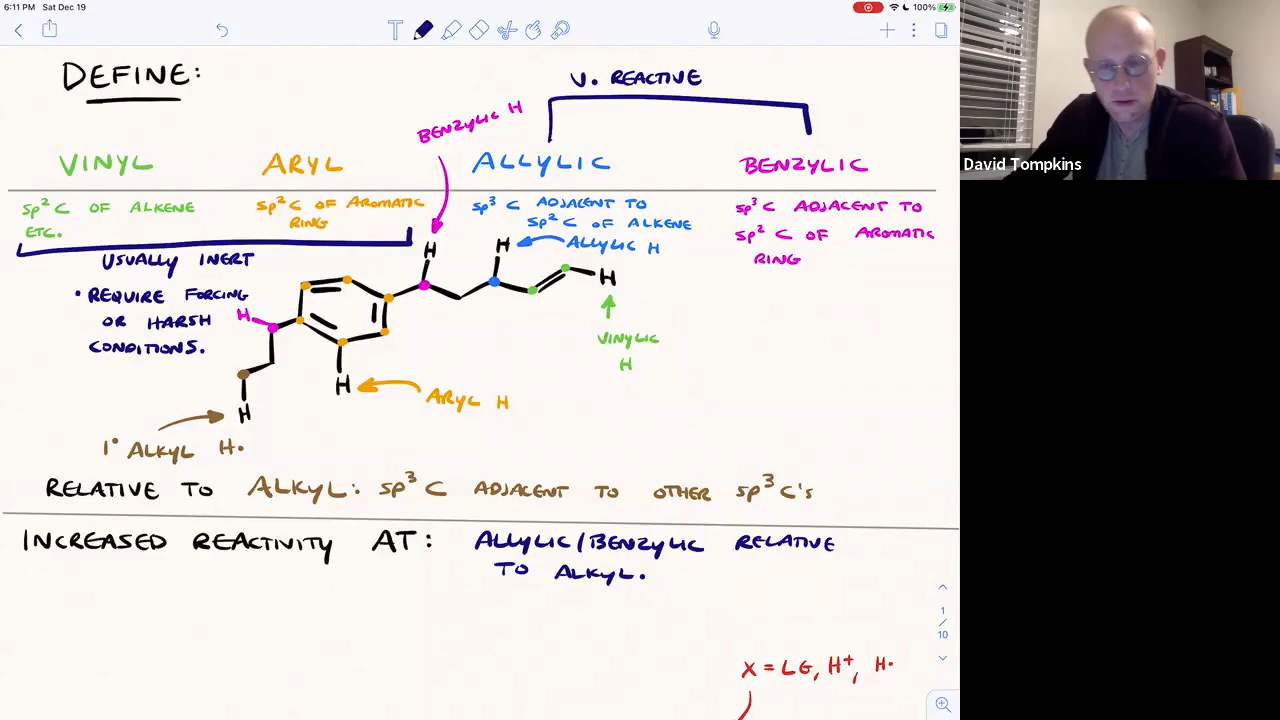 6:11 PM Sat Dec 19
100%
DEFINE:
V. REACTIVE
BENZYLIC H
VINYL
ARYL
ALLYLIC
BENZYLIC
David Tompkins
sp² C OF ALKENE
ETC.
sp² C OF AROMATIC
RING
sp³ C ADJACENT TO
sp² C OF ALKENE
sp³ C ADJACENT TO
sp² C OF AROMATIC
RING
USUALLY INERT
• REQUIRE FORCING
OR HARSH
CONDITIONS.
H
H
ALLYLIC H
H
H
VINYLIC
H
H
ARYL H
H
1° ALKYL H.
RELATIVE TO ALKYL: sp³ C ADJACENT TO OTHER sp³ C's
INCREASED REACTIVITY AT: ALLYLIC/BENZYLIC RELATIVE
TO ALKYL.
1
/
10
X = LG, H⁺, H·